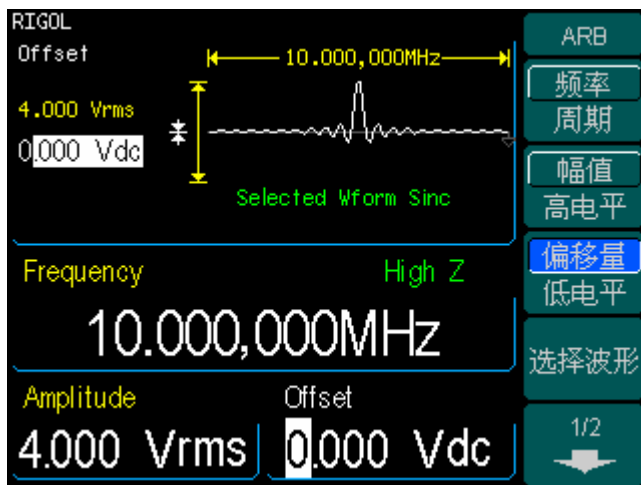 RIGOL
Offset
10.000,000MHz
4.000 Vrms
0.000 Vdc
Selected Wform Sinc
Frequency
High Z
10.000,000MHz
Amplitude
4.000 Vrms
Offset
0.000 Vdc
ARB
频率
周期
幅值
高电平
偏移量
低电平
选择波形
1/2